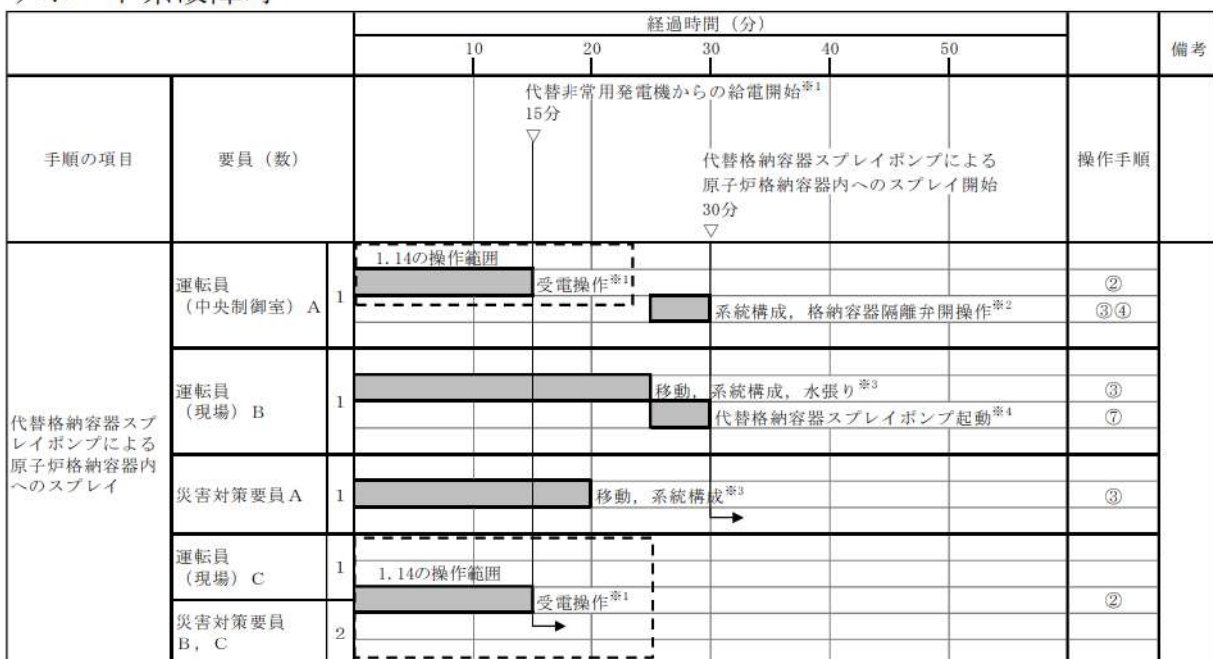 経過時間(分)
備考
10 20 30 40 50
手順の項目
要員(数)
代替非常用発電機からの給電開始※1
15分
▽
代替格納容器スプレイポンプによる
原子炉格納容器内へのスプレイ開始
30分
▽
操作手順
代替格納容器スプ
レイポンプによる
原子炉格納容器内
へのスプレイ
運転員
(中央制御室)A
1
1.14の操作範囲
受電操作※1
②
系統構成,格納容器隔離弁開操作※2
③④
運転員
(現場)B
1
移動,系統構成,水張り※3
③
代替格納容器スプレイポンプ起動※4
⑦
災害対策要員A
1
移動,系統構成※3
③
運転員
(現場)C
1
1.14の操作範囲
受電操作※1
②
災害対策要員
B,C
2